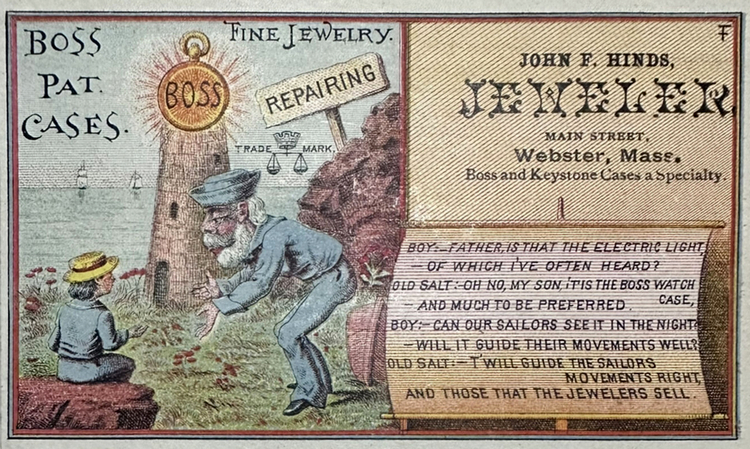 BOSS
PAT.
CASES.
FINE JEWELRY.
BOSS
REPAIRING
TRADE MARK.
JOHN F. HINDS,
JEWELER
MAIN STREET,
Webster, Mass.
Boss and Keystone Cases a Specialty.
BOY:—FATHER, IS THAT THE ELECTRIC LIGHT,
—OF WHICH I'VE OFTEN HEARD?
OLD SALT:—OH NO, MY SON, 'TIS THE BOSS WATCH
CASE,
—AND MUCH TO BE PREFERRED.
BOY:—CAN OUR SAILORS SEE IT IN THE NIGHT
—WILL IT GUIDE THEIR MOVEMENTS WELL?
OLD SALT:—T'WILL GUIDE THE SAILORS
MOVEMENTS RIGHT,
AND THOSE THAT THE JEWELERS SELL.